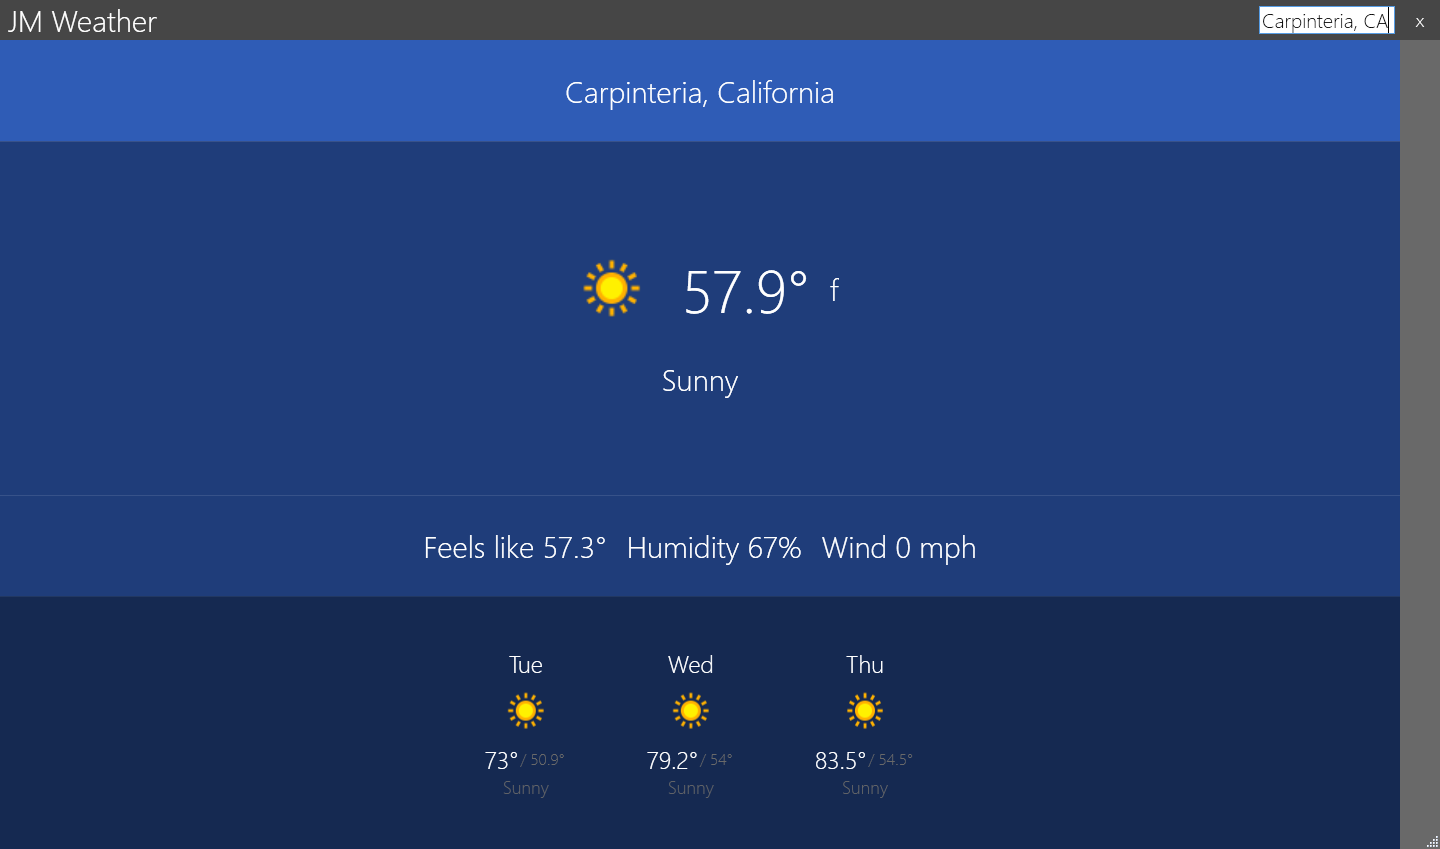 JM Weather
Carpinteria, CA
x
Carpinteria, California
57.9° f
Sunny
Feels like 57.3° Humidity 67% Wind 0 mph
Tue Wed Thu
73° / 50.9° 79.2° / 54° 83.5° / 54.5°
Sunny Sunny Sunny